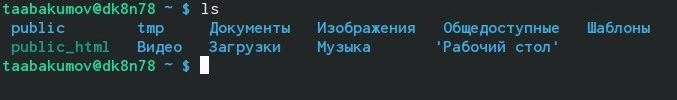 taabakumov@dk8n78 ~ $ ls
public tmp Документы Изображения Общедоступные Шаблоны
public_html Видео Загрузки Музыка 'Рабочий стол'
taabakumov@dk8n78 ~ $